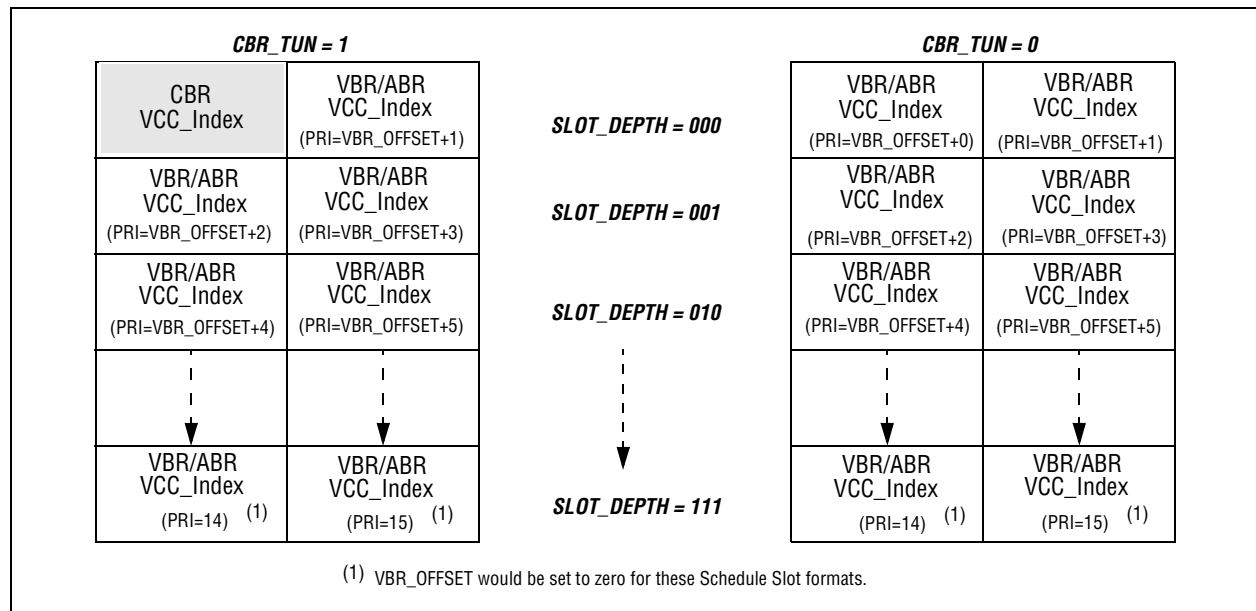 CBR_TUN = 1
CBR_TUN = 0
CBR
VCC_Index
VBR/ABR
VCC_Index
(PRI=VBR_OFFSET+1)
SLOT_DEPTH = 000
VBR/ABR
VCC_Index
(PRI=VBR_OFFSET+0)
VBR/ABR
VCC_Index
(PRI=VBR_OFFSET+1)
VBR/ABR
VCC_Index
(PRI=VBR_OFFSET+2)
VBR/ABR
VCC_Index
(PRI=VBR_OFFSET+3)
SLOT_DEPTH = 001
VBR/ABR
VCC_Index
(PRI=VBR_OFFSET+2)
VBR/ABR
VCC_Index
(PRI=VBR_OFFSET+3)
VBR/ABR
VCC_Index
(PRI=VBR_OFFSET+4)
VBR/ABR
VCC_Index
(PRI=VBR_OFFSET+5)
SLOT_DEPTH = 010
VBR/ABR
VCC_Index
(PRI=VBR_OFFSET+4)
VBR/ABR
VCC_Index
(PRI=VBR_OFFSET+5)
VBR/ABR
VCC_Index
(PRI=14) (1)
VBR/ABR
VCC_Index
(PRI=15) (1)
SLOT_DEPTH = 111
VBR/ABR
VCC_Index
(PRI=14) (1)
VBR/ABR
VCC_Index
(PRI=15) (1)
(1) VBR_OFFSET would be set to zero for these Schedule Slot formats.